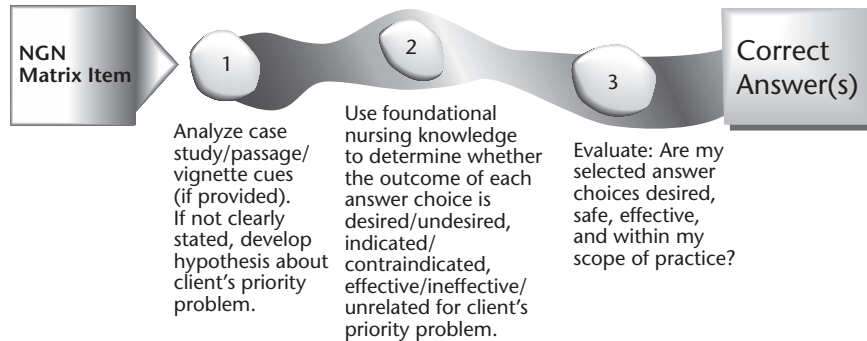 NGN
Matrix Item
1
Analyze case
study/passage/
vignette cues
(if provided).
If not clearly
stated, develop
hypothesis about
client's priority
problem.
2
Use foundational
nursing knowledge
to determine whether
the outcome of each
answer choice is
desired/undesired,
indicated/
contraindicated,
effective/ineffective/
unrelated for client's
priority problem.
3
Evaluate: Are my
selected answer
choices desired,
safe, effective,
and within my
scope of practice?
Correct
Answer(s)